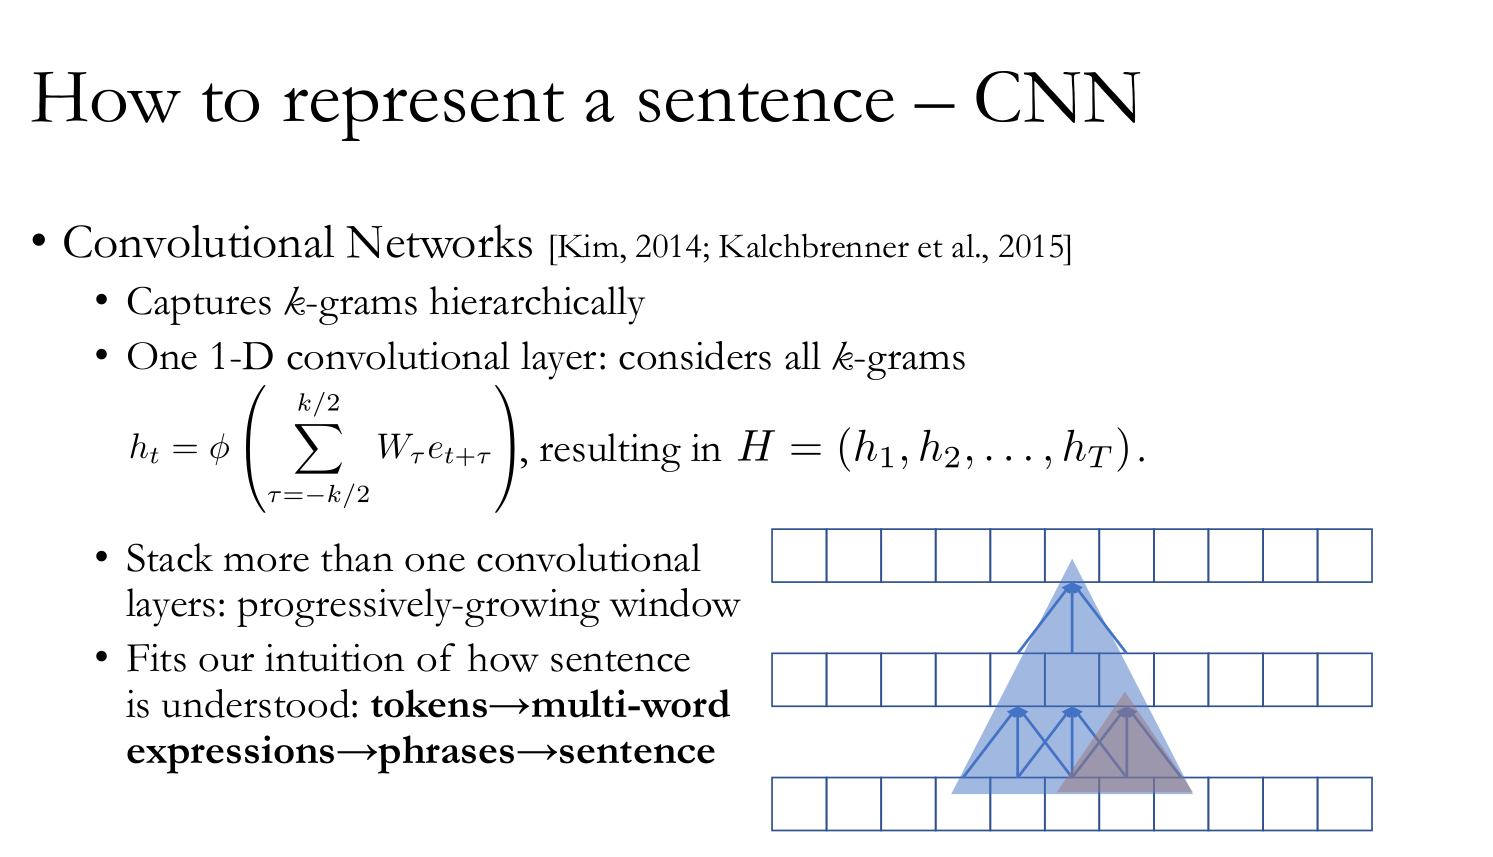 How to represent a sentence – CNN
• Convolutional Networks [Kim, 2014; Kalchbrenner et al., 2015]
• Captures k-grams hierarchically
• One 1-D convolutional layer: considers all k-grams
h_t = ϕ ( ∑_{τ=−k/2}^{k/2} W_τ e_{t+τ} ), resulting in H = (h_1, h_2, . . . , h_T).
• Stack more than one convolutional
layers: progressively-growing window
• Fits our intuition of how sentence
is understood: tokens→multi-word
expressions→phrases→sentence